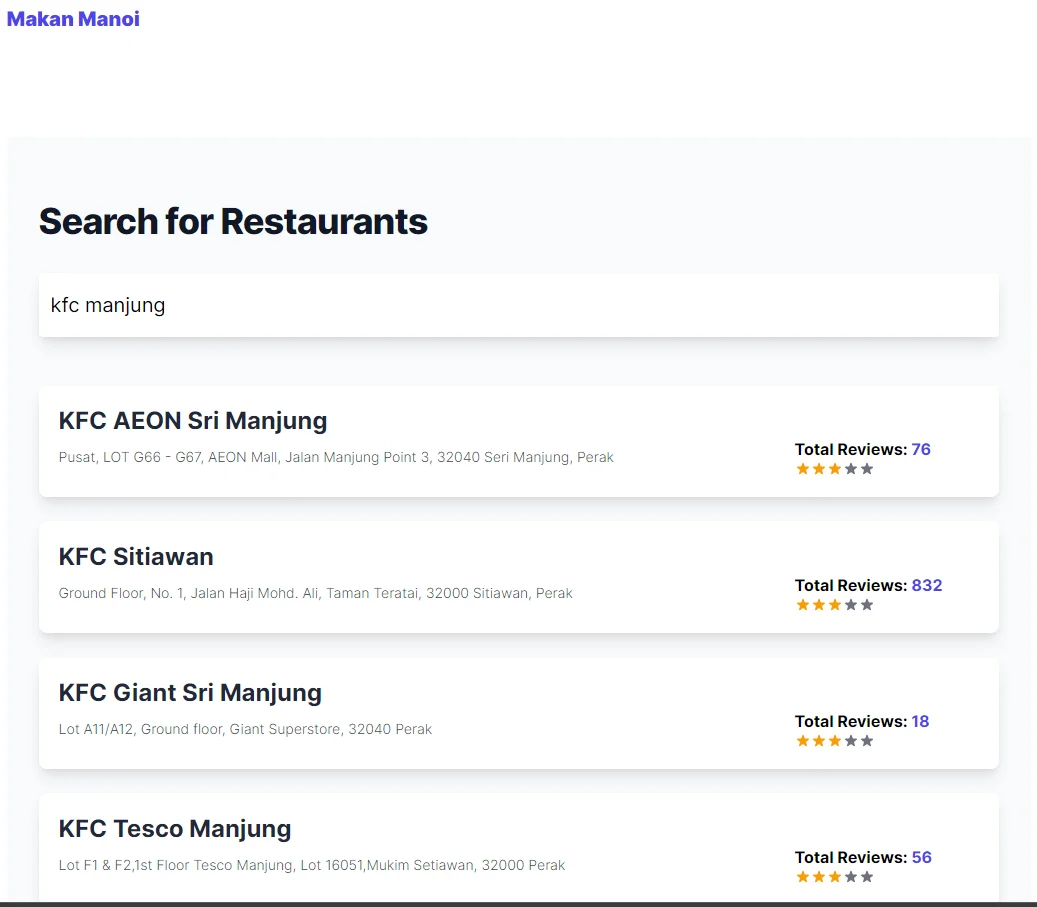 Makan Manoi
Search for Restaurants
kfc manjung
KFC AEON Sri Manjung
Pusat, LOT G66 - G67, AEON Mall, Jalan Manjung Point 3, 32040 Seri Manjung, Perak
Total Reviews: 76
KFC Sitiawan
Ground Floor, No. 1, Jalan Haji Mohd. Ali, Taman Teratai, 32000 Sitiawan, Perak
Total Reviews: 832
KFC Giant Sri Manjung
Lot A11/A12, Ground floor, Giant Superstore, 32040 Perak
Total Reviews: 18
KFC Tesco Manjung
Lot F1 & F2,1st Floor Tesco Manjung, Lot 16051,Mukim Setiawan, 32000 Perak
Total Reviews: 56